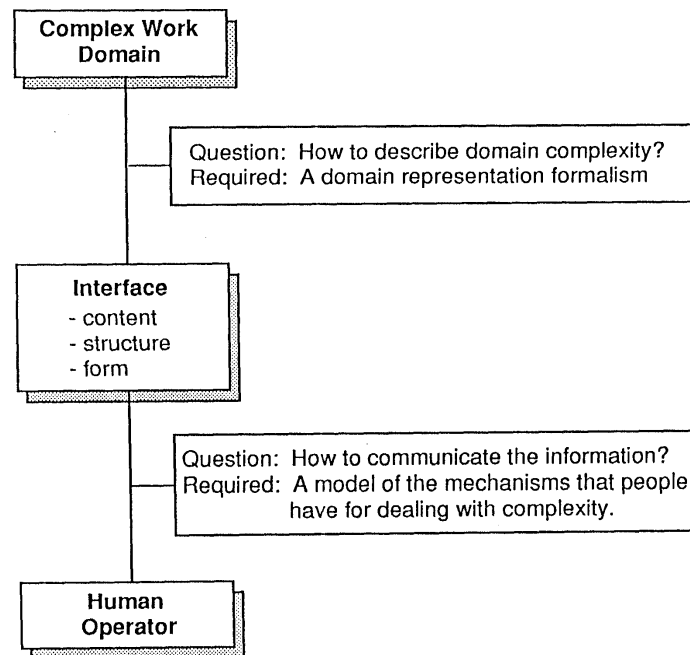 Complex Work
Domain
Question: How to describe domain complexity?
Required: A domain representation formalism
Interface
- content
- structure
- form
Question: How to communicate the information?
Required: A model of the mechanisms that people
have for dealing with complexity.
Human
Operator